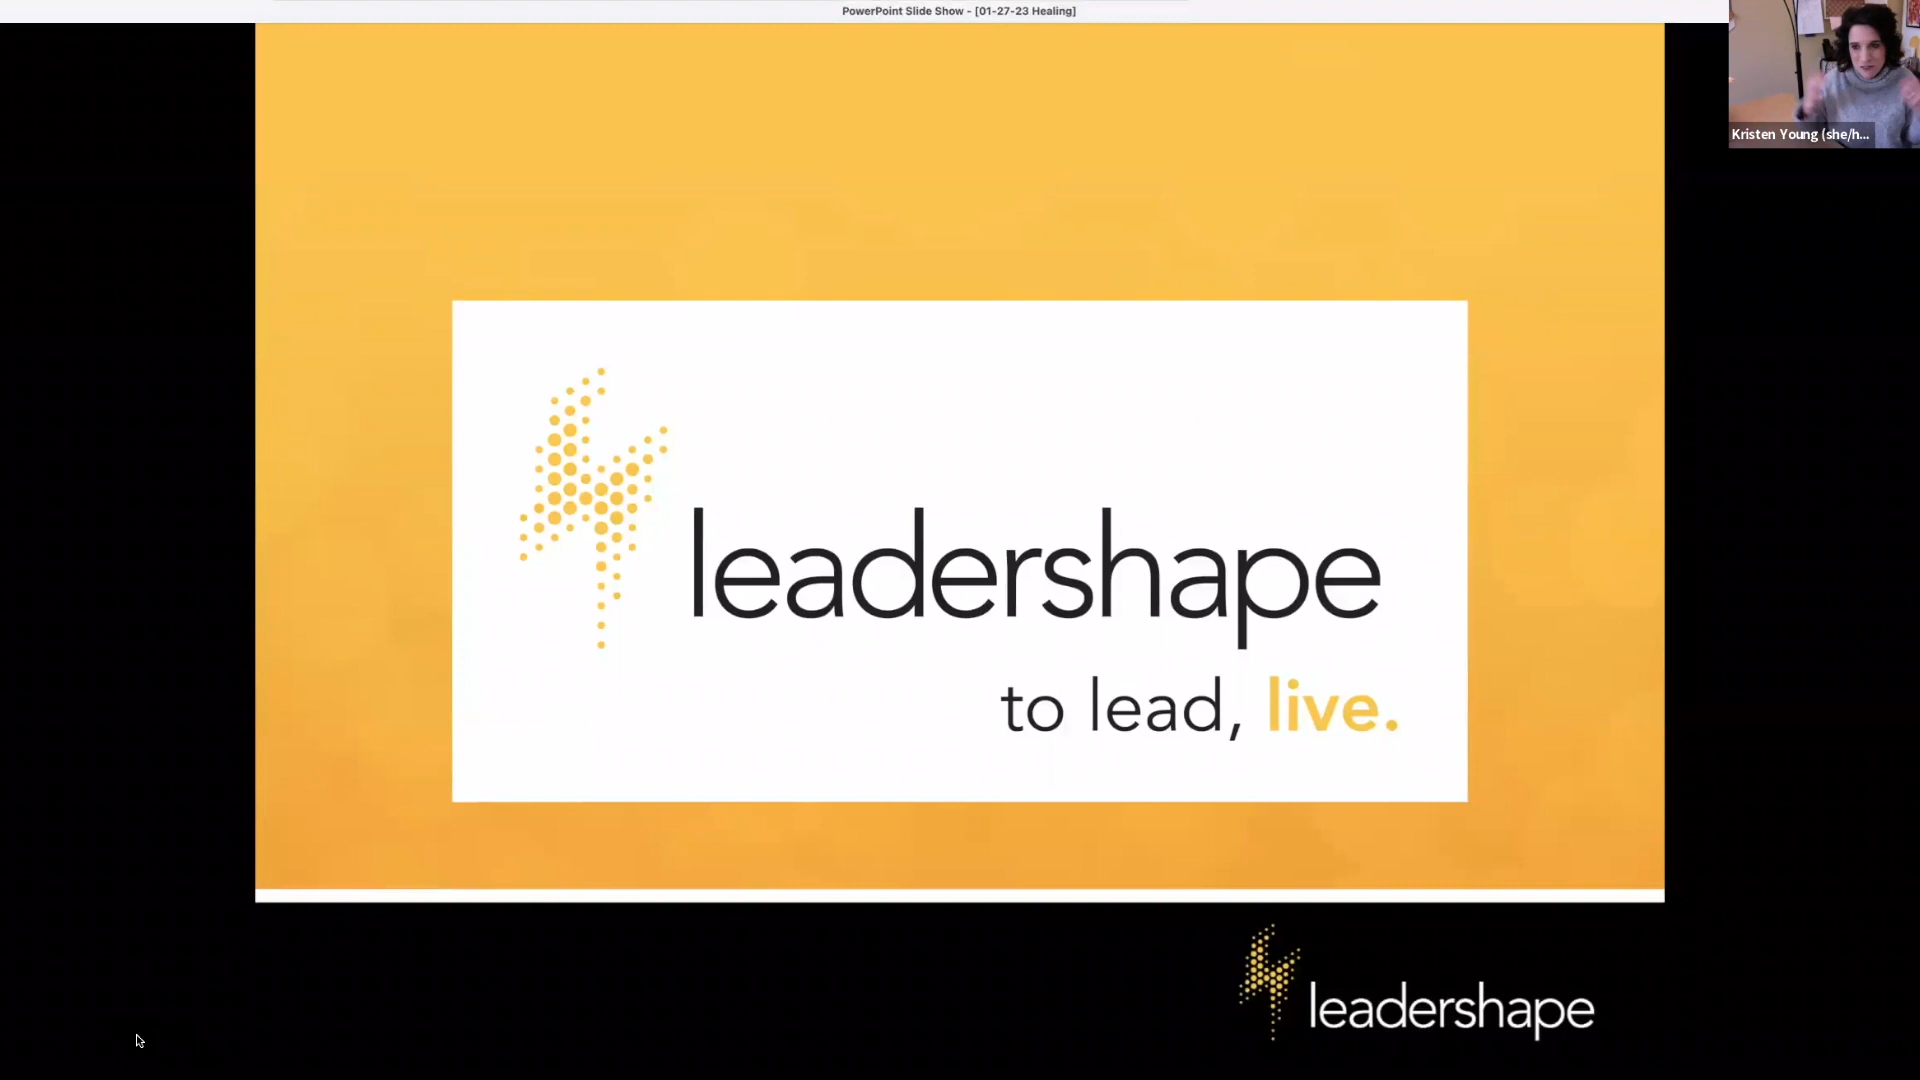 PowerPoint Slide Show - [01-27-23 Healing]
Kristen Young (she/h...
leadershape
to lead, live.
leadershape